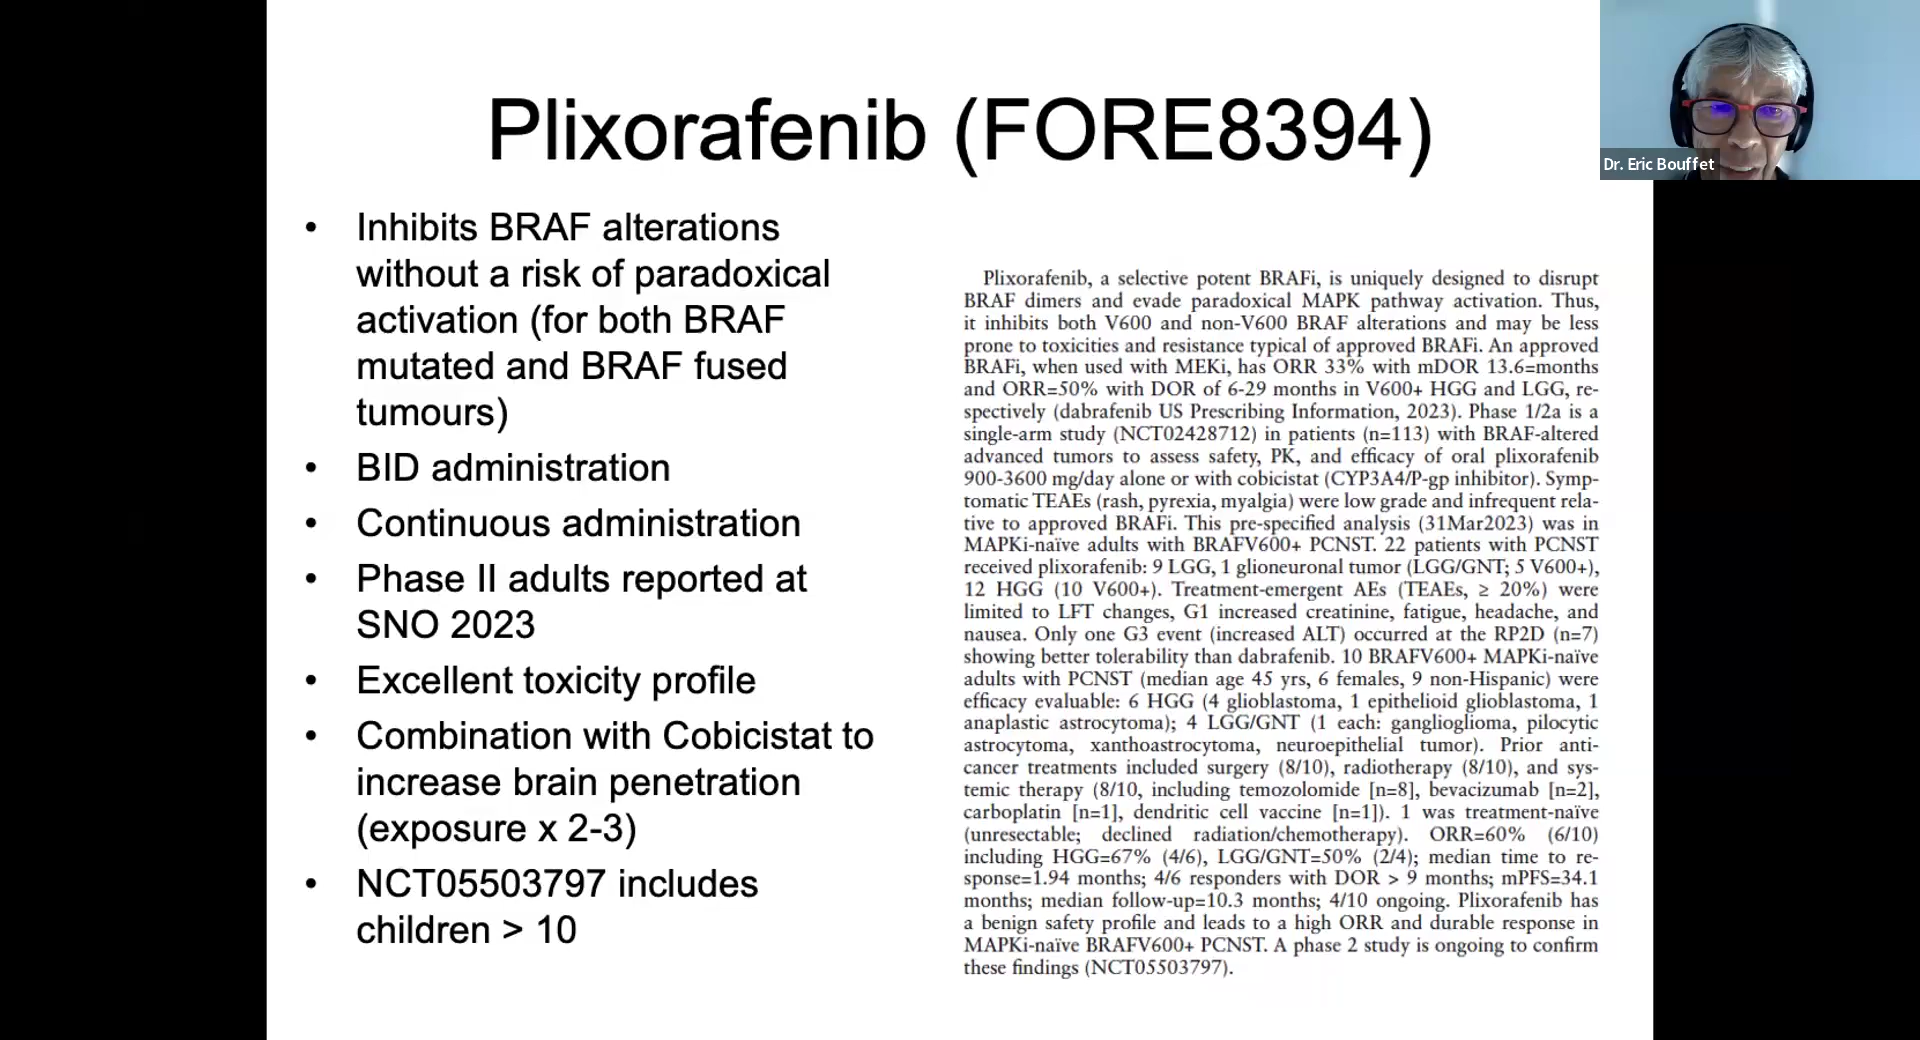 Plixorafenib (FORE8394)
Dr. Eric Bouffet
• Inhibits BRAF alterations
without a risk of paradoxical
activation (for both BRAF
mutated and BRAF fused
tumours)
• BID administration
• Continuous administration
• Phase II adults reported at
SNO 2023
• Excellent toxicity profile
• Combination with Cobicistat to
increase brain penetration
(exposure x 2-3)
• NCT05503797 includes
children > 10
Plixorafenib, a selective potent BRAFi, is uniquely designed to disrupt
BRAF dimers and evade paradoxical MAPK pathway activation. Thus,
it inhibits both V600 and non-V600 BRAF alterations and may be less
prone to toxicities and resistance typical of approved BRAFi. An approved
BRAFi, when used with MEKi, has ORR 33% with mDOR 13.6=months
and ORR=50% with DOR of 6-29 months in V600+ HGG and LGG, re-
spectively (dabrafenib US Prescribing Information, 2023). Phase 1/2a is a
single-arm study (NCT02428712) in patients (n=113) with BRAF-altered
advanced tumors to assess safety, PK, and efficacy of oral plixorafenib
900-3600 mg/day alone or with cobicistat (CYP3A4/P-gp inhibitor). Symp-
tomatic TEAEs (rash, pyrexia, myalgia) were low grade and infrequent rela-
tive to approved BRAFi. This pre-specified analysis (31Mar2023) was in
MAPKi-naïve adults with BRAFV600+ PCNST. 22 patients with PCNST
received plixorafenib: 9 LGG, 1 glioneuronal tumor (LGG/GNT; 5 V600+),
12 HGG (10 V600+). Treatment-emergent AEs (TEAEs, ≥ 20%) were
limited to LFT changes, G1 increased creatinine, fatigue, headache, and
nausea. Only one G3 event (increased ALT) occurred at the RP2D (n=7)
showing better tolerability than dabrafenib. 10 BRAFV600+ MAPKi-naïve
adults with PCNST (median age 45 yrs, 6 females, 9 non-Hispanic) were
efficacy evaluable: 6 HGG (4 glioblastoma, 1 epithelioid glioblastoma, 1
anaplastic astrocytoma); 4 LGG/GNT (1 each: ganglioglioma, pilocytic
astrocytoma, xanthoastrocytoma, neuroepithelial tumor). Prior anti-
cancer treatments included surgery (8/10), radiotherapy (8/10), and sys-
temic therapy (8/10, including temozolomide [n=8], bevacizumab [n=2],
carboplatin [n=1], dendritic cell vaccine [n=1]). 1 was treatment-naïve
(unresectable; declined radiation/chemotherapy). ORR=60% (6/10)
including HGG=67% (4/6), LGG/GNT=50% (2/4); median time to re-
sponse=1.94 months; 4/6 responders with DOR > 9 months; mPFS=34.1
months; median follow-up=10.3 months; 4/10 ongoing. Plixorafenib has
a benign safety profile and leads to a high ORR and durable response in
MAPKi-naïve BRAFV600+ PCNST. A phase 2 study is ongoing to confirm
these findings (NCT05503797).